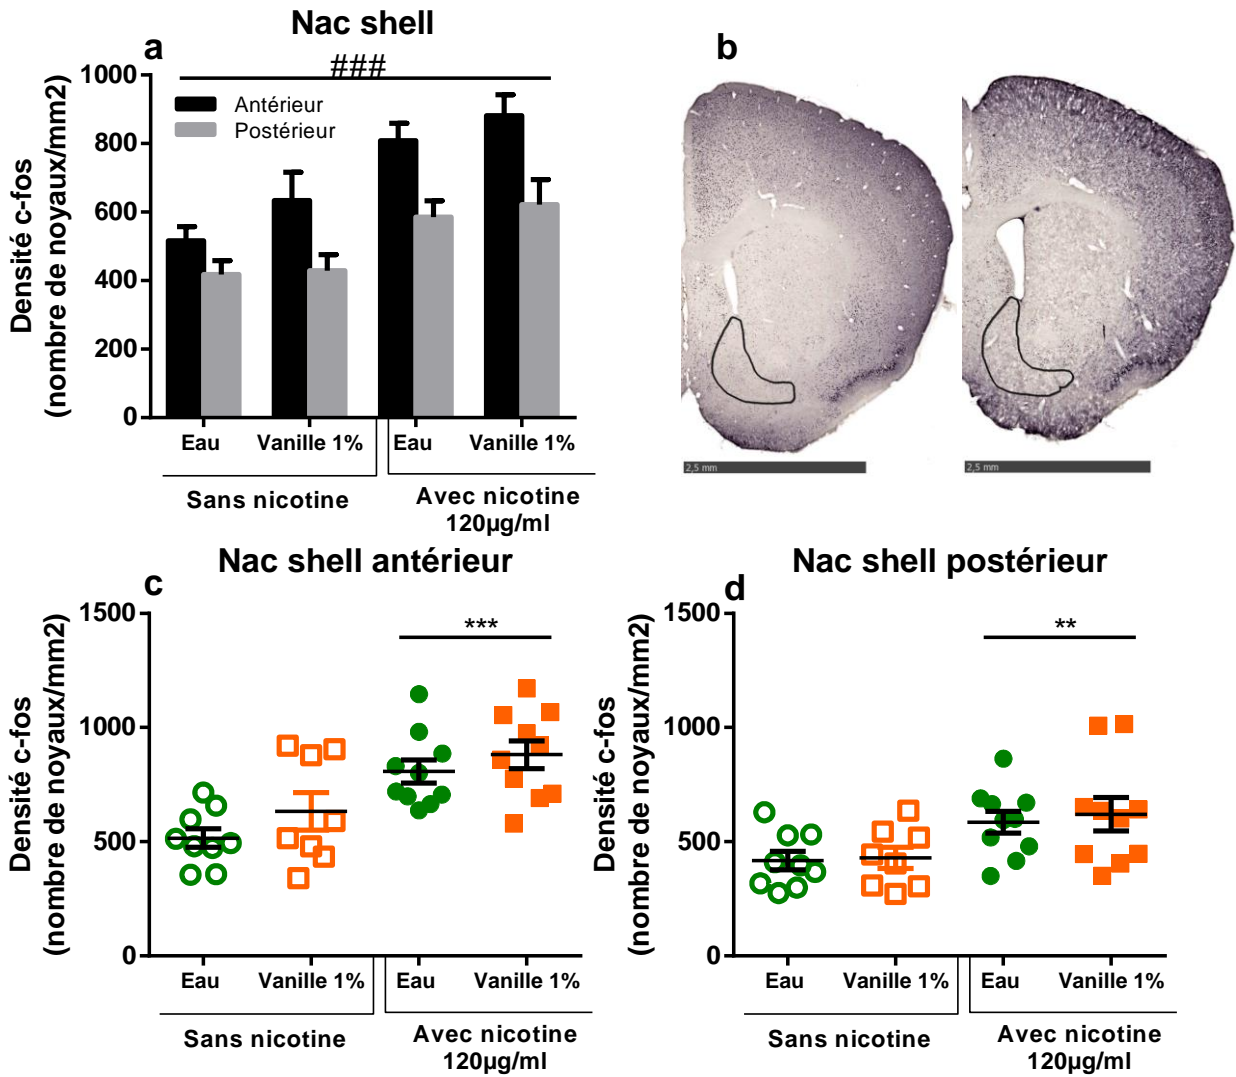 Nac shell
a
b
###
Densité c-fos
(nombre de noyaux/mm2)
1000
800
600
400
200
0
Antérieur
Postérieur
Eau Vanille 1% Eau Vanille 1%
Sans nicotine
Avec nicotine
120µg/ml
2,5 mm
2,5 mm
Nac shell antérieur
c
Densité c-fos
(nombre de noyaux/mm2)
1500
1000
500
0
***
Eau Vanille 1% Eau Vanille 1%
Sans nicotine
Avec nicotine
120µg/ml
Nac shell postérieur
d
Densité c-fos
(nombre de noyaux/mm2)
1500
1000
500
0
**
Eau Vanille 1% Eau Vanille 1%
Sans nicotine
Avec nicotine
120µg/ml